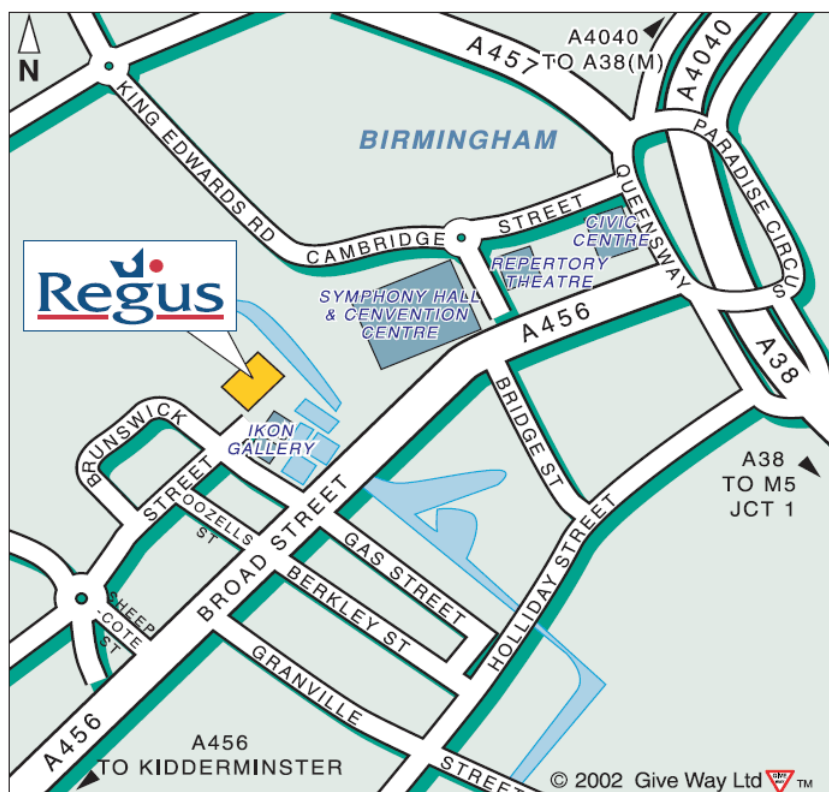 N
A457
A4040
TO A38(M)
A4040
KING EDWARDS RD
BIRMINGHAM
PARADISE CIRCUS
QUEENSWAY
CAMBRIDGE
STREET
CIVIC
CENTRE
REPERTORY
THEATRE
Regus
SYMPHONY HALL
& CENVENTION
CENTRE
A456
A38
BRUNSWICK
STREET
IKON
GALLERY
BRIDGE ST
A38
TO M5
JCT 1
OOZELLS
ST
BROAD STREET
GAS STREET
HOLLIDAY STREET
BERKLEY ST
SHEEP
-COTE
ST
GRANVILLE
STREET
A456
A456
TO KIDDERMINSTER
© 2002 Give Way Ltd GIVE WAY TM